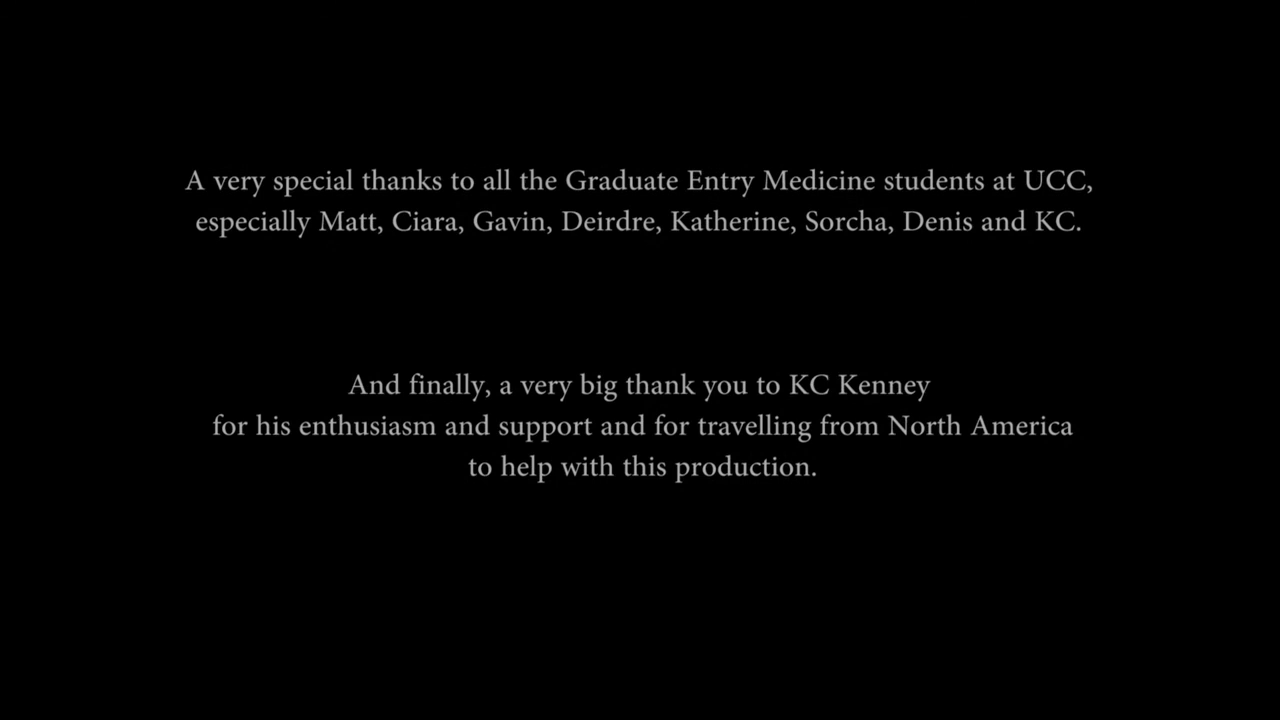 A very special thanks to all the Graduate Entry Medicine students at UCC,
especially Matt, Ciara, Gavin, Deirdre, Katherine, Sorcha, Denis and KC.
And finally, a very big thank you to KC Kenney
for his enthusiasm and support and for travelling from North America
to help with this production.